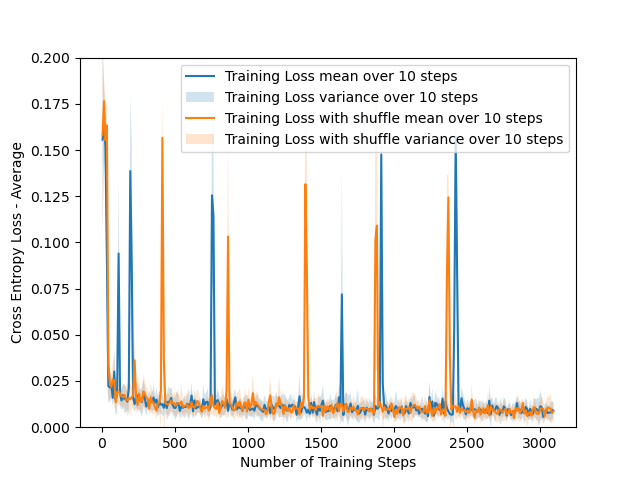 0.200
0.175
0.150
0.125
0.100
0.075
0.050
0.025
0.000
Cross Entropy Loss - Average
Training Loss mean over 10 steps
Training Loss variance over 10 steps
Training Loss with shuffle mean over 10 steps
Training Loss with shuffle variance over 10 steps
0 500 1000 1500 2000 2500 3000
Number of Training Steps